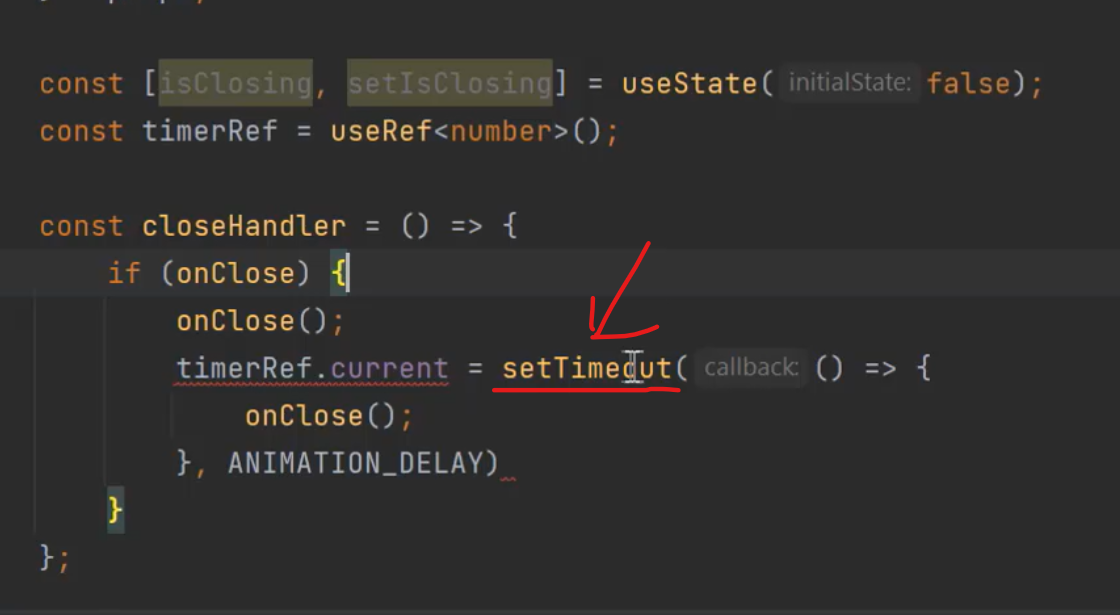 const [isClosing, setIsClosing] = useState( initialState: false);
const timerRef = useRef<number>();
const closeHandler = () => {
if (onClose) {
onClose();
timerRef.current = setTimeout( callback: () => {
onClose();
}, ANIMATION_DELAY)
}
};